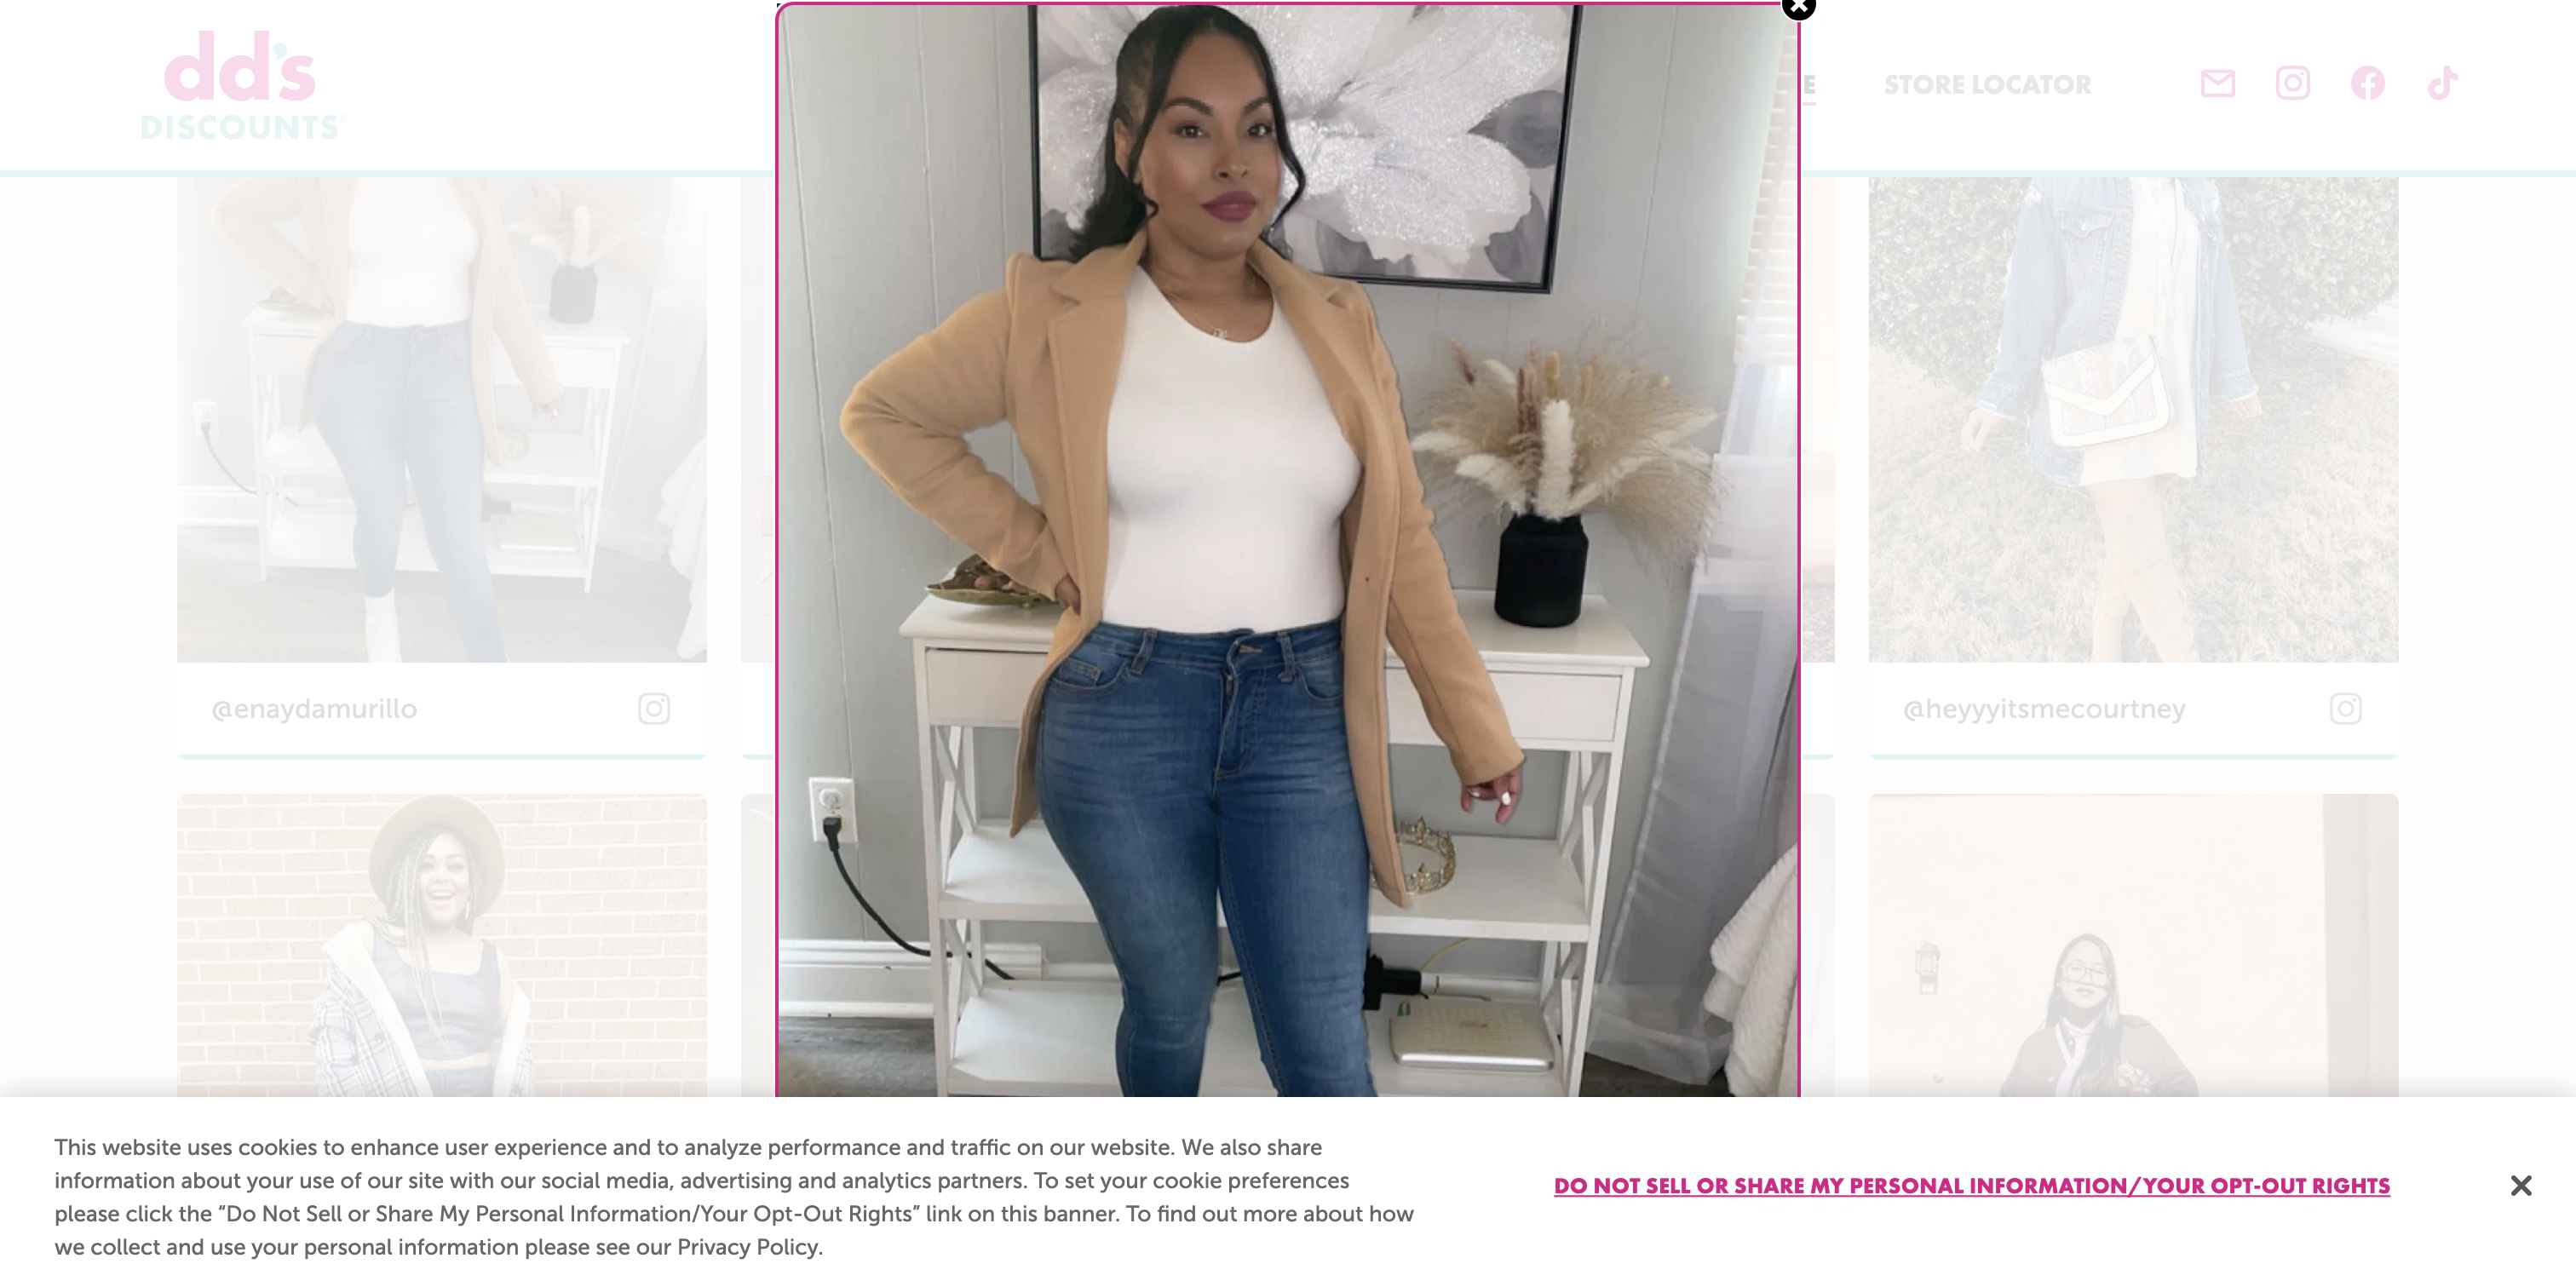 dd's
DISCOUNTS®
E
STORE LOCATOR
@enaydamurillo
@heyyyitsmecourtney
This website uses cookies to enhance user experience and to analyze performance and traffic on our website. We also share
information about your use of our site with our social media, advertising and analytics partners. To set your cookie preferences
please click the “Do Not Sell or Share My Personal Information/Your Opt-Out Rights” link on this banner. To find out more about how
we collect and use your personal information please see our Privacy Policy.
DO NOT SELL OR SHARE MY PERSONAL INFORMATION/YOUR OPT-OUT RIGHTS